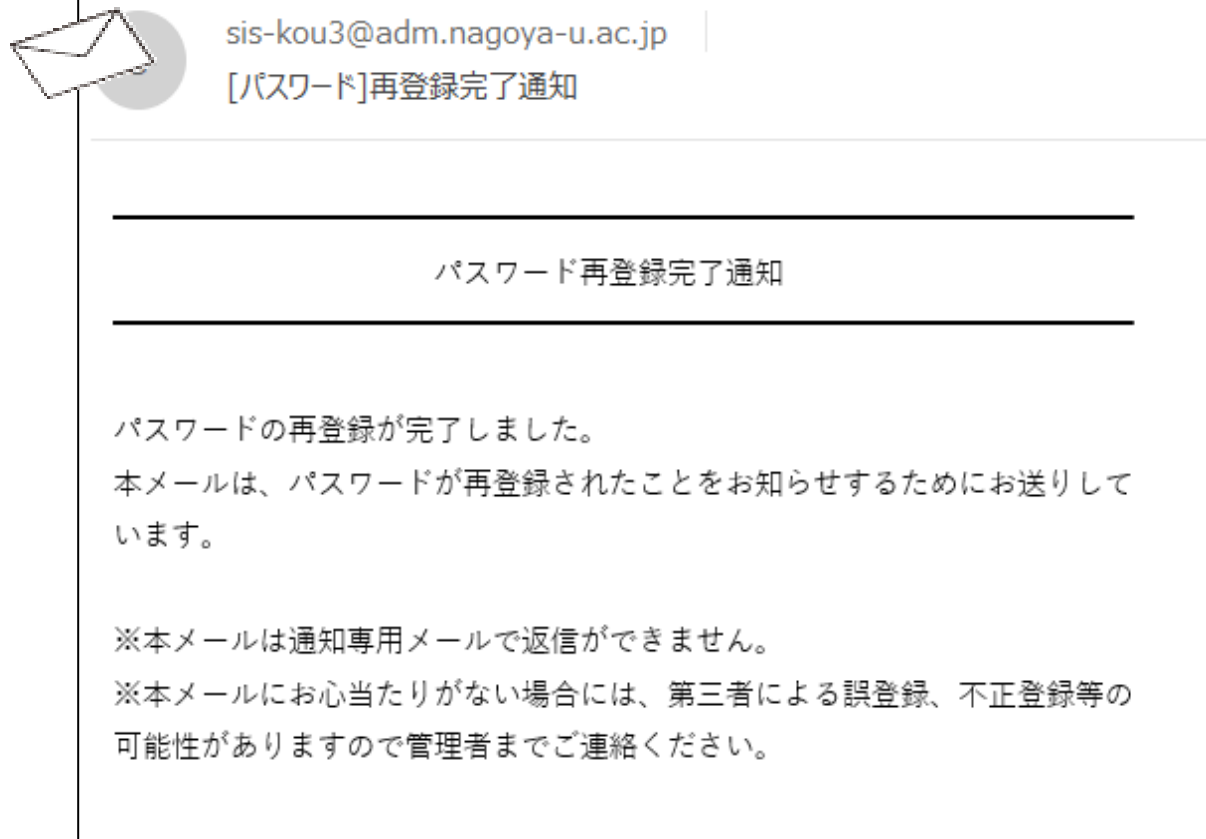 sis-kou3@adm.nagoya-u.ac.jp
[パスワード]再登録完了通知
パスワード再登録完了通知
パスワードの再登録が完了しました。
本メールは、パスワードが再登録されたことをお知らせするためにお送りして
います。
※本メールは通知専用メールで返信ができません。
※本メールにお心当たりがない場合には、第三者による誤登録、不正登録等の
可能性がありますので管理者までご連絡ください。